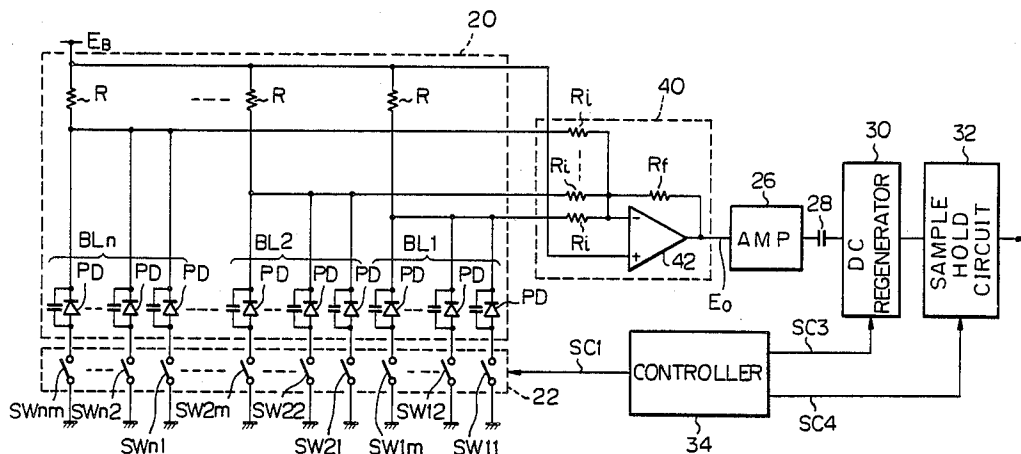 20
EB
R
R
R
40
Ri
Ri
Ri
Rf
42
26
AMP
28
30
DC REGENERATOR
32
SAMPLE HOLD CIRCUIT
Eo
BLn
BL2
BL1
PD PD PD
PD PD PD
PD PD PD
SC1
CONTROLLER
34
SC3
SC4
22
SWnm SWn2 SWn1 SW2m SW22 SW21 SW1m SW12 SW11